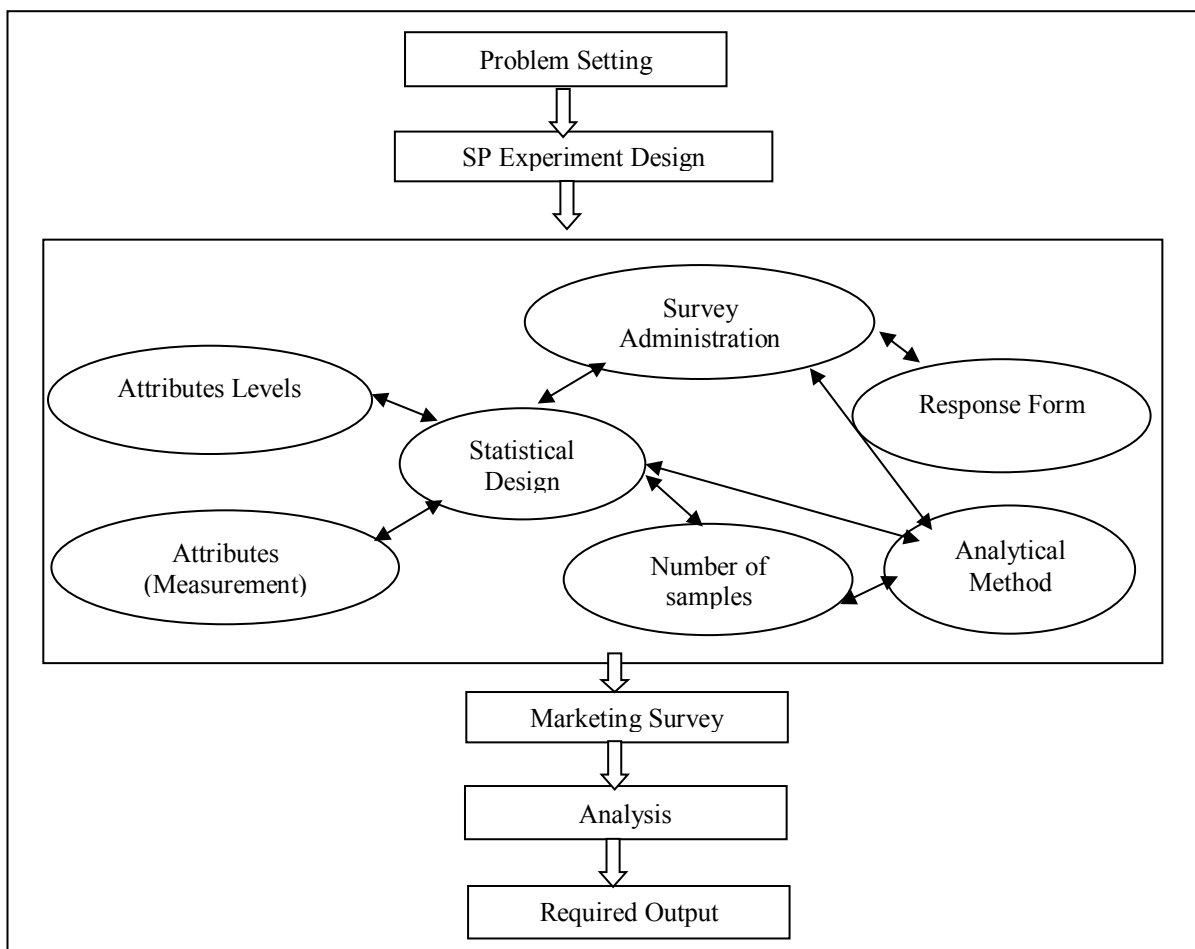 Problem Setting
SP Experiment Design
Survey
Administration
Attributes Levels
Response Form
Statistical
Design
Attributes
(Measurement)
Number of
samples
Analytical
Method
Marketing Survey
Analysis
Required Output